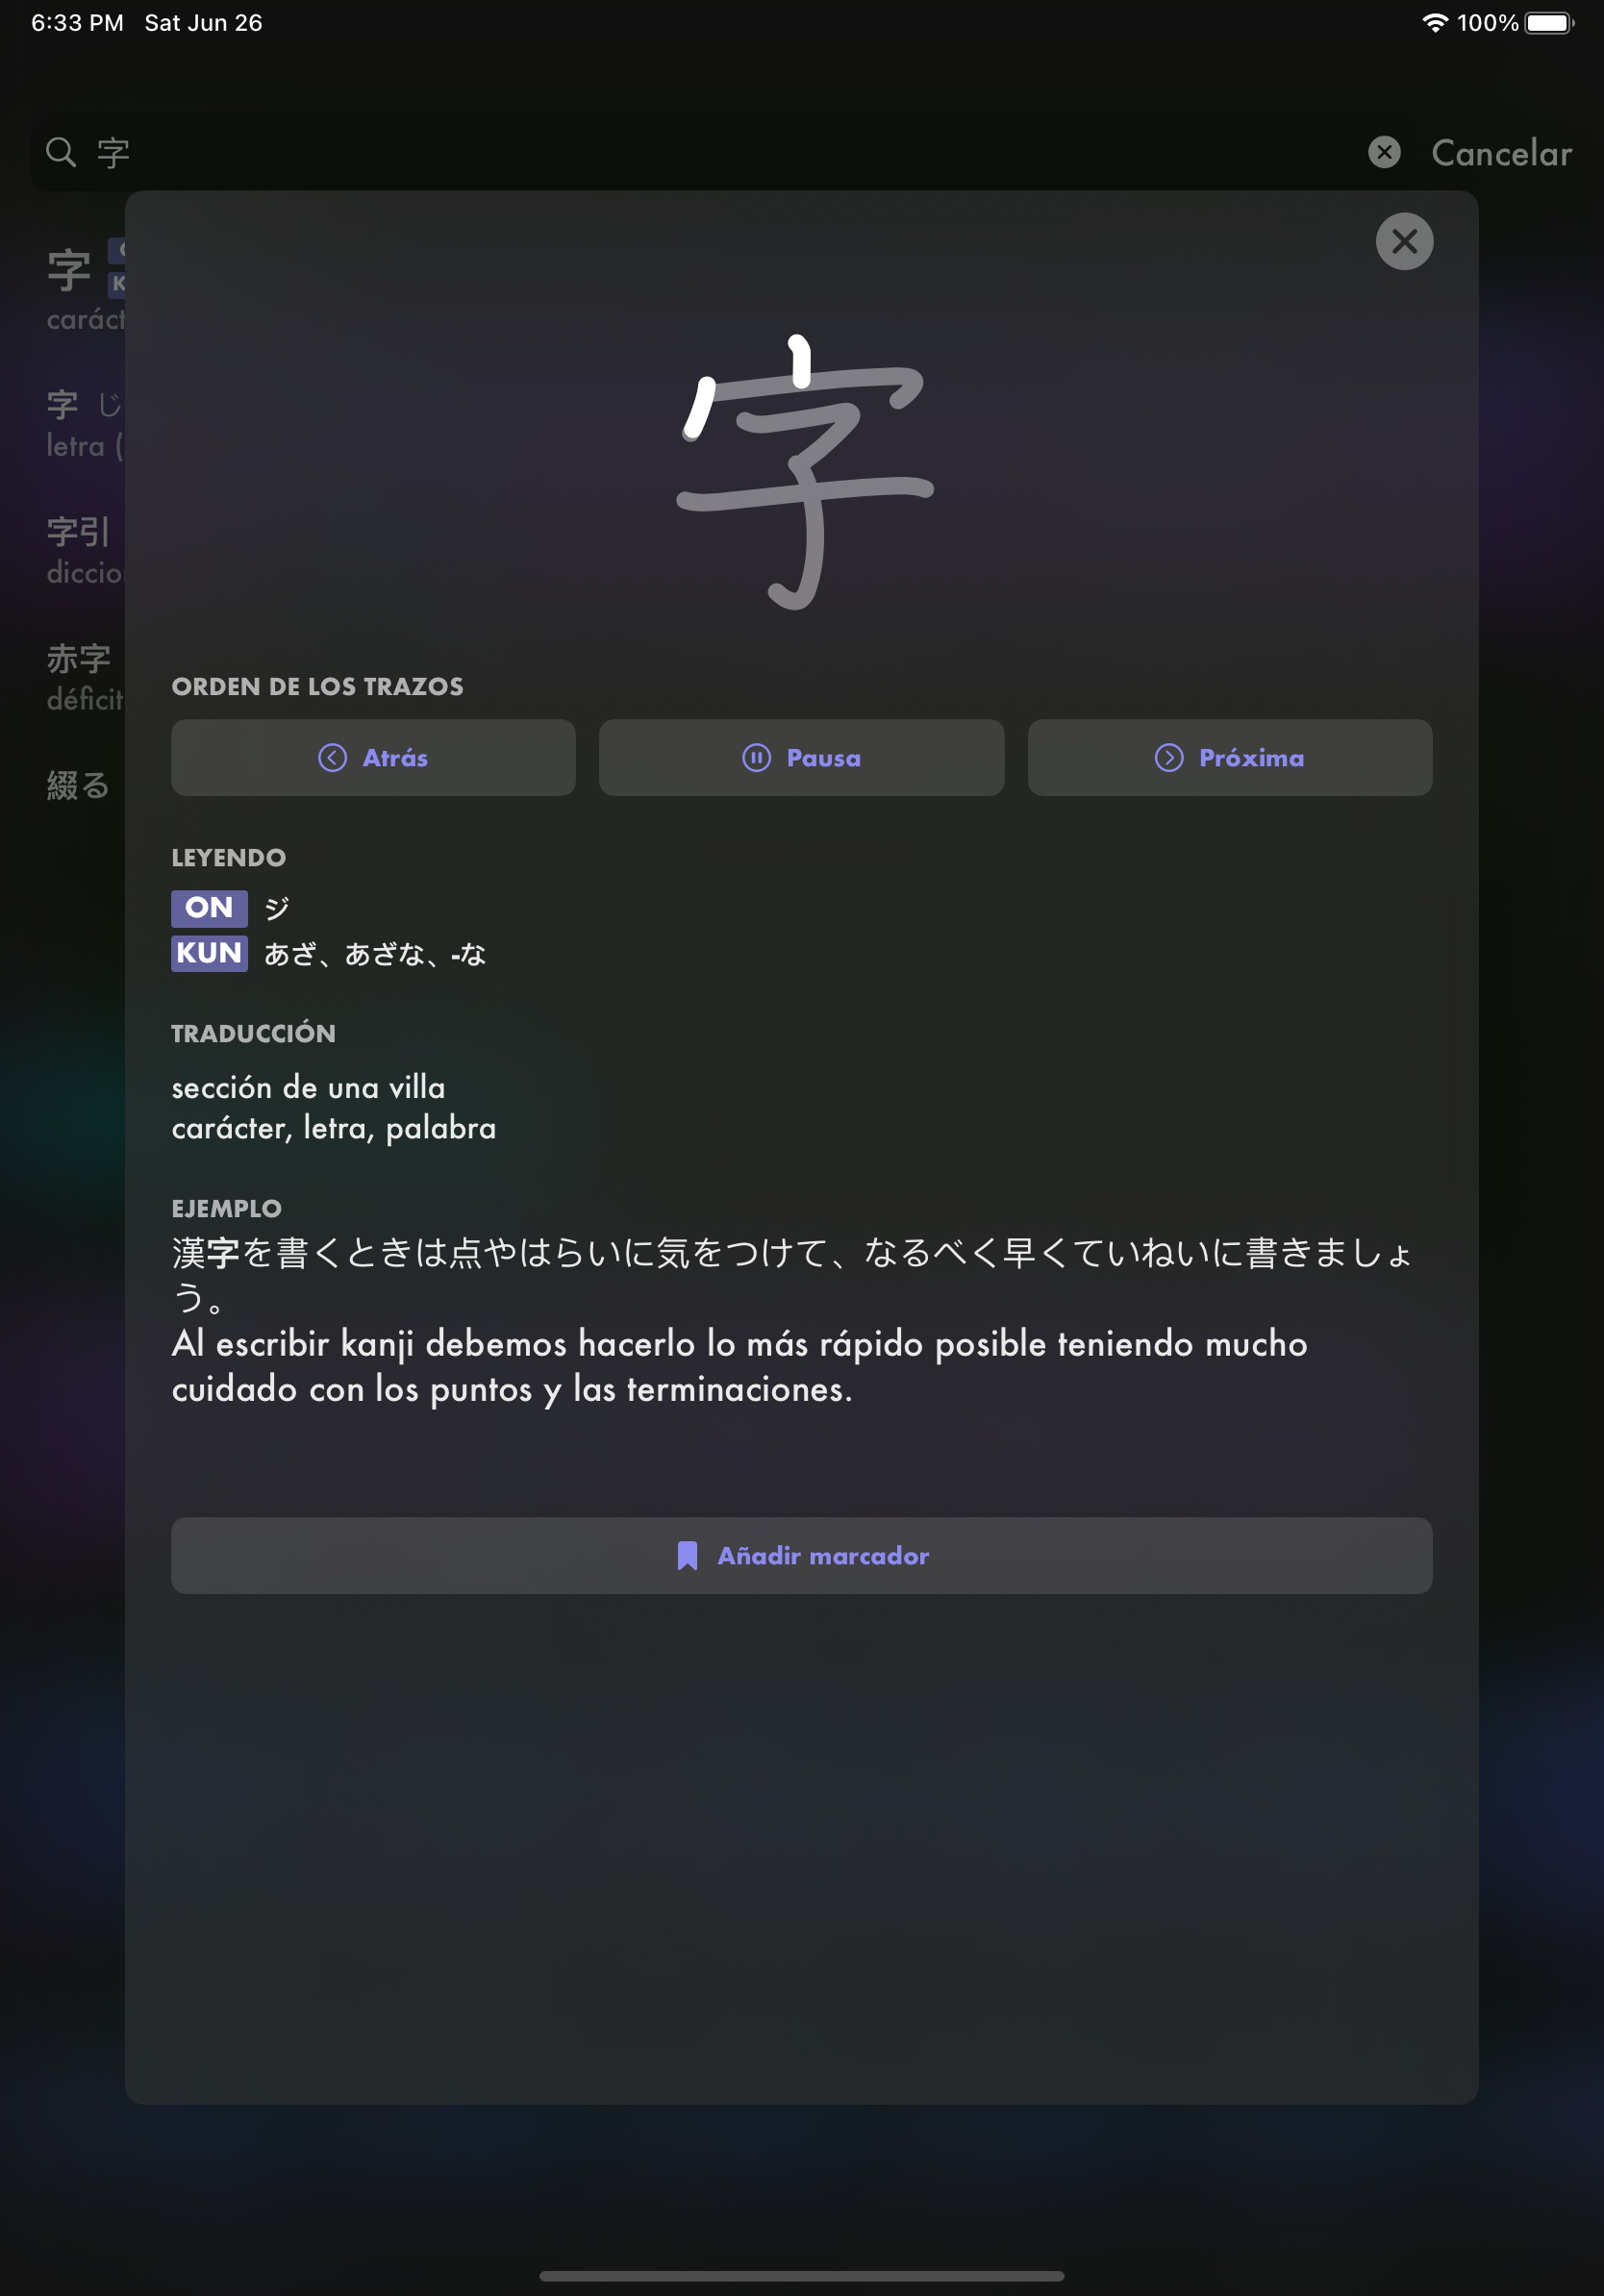 6:33 PM Sat Jun 26 100%
字 Cancelar
字
K
caráct
字 じ
letra (
字引
diccio
赤字
déficit
綴る
字
ORDEN DE LOS TRAZOS
Atrás Pausa Próxima
LEYENDO
ON ジ
KUN あざ、あざな、-な
TRADUCCIÓN
sección de una villa
carácter, letra, palabra
EJEMPLO
漢字を書くときは点やはらいに気をつけて、なるべく早くていねいに書きましょ
う。
Al escribir kanji debemos hacerlo lo más rápido posible teniendo mucho
cuidado con los puntos y las terminaciones.
Añadir marcador